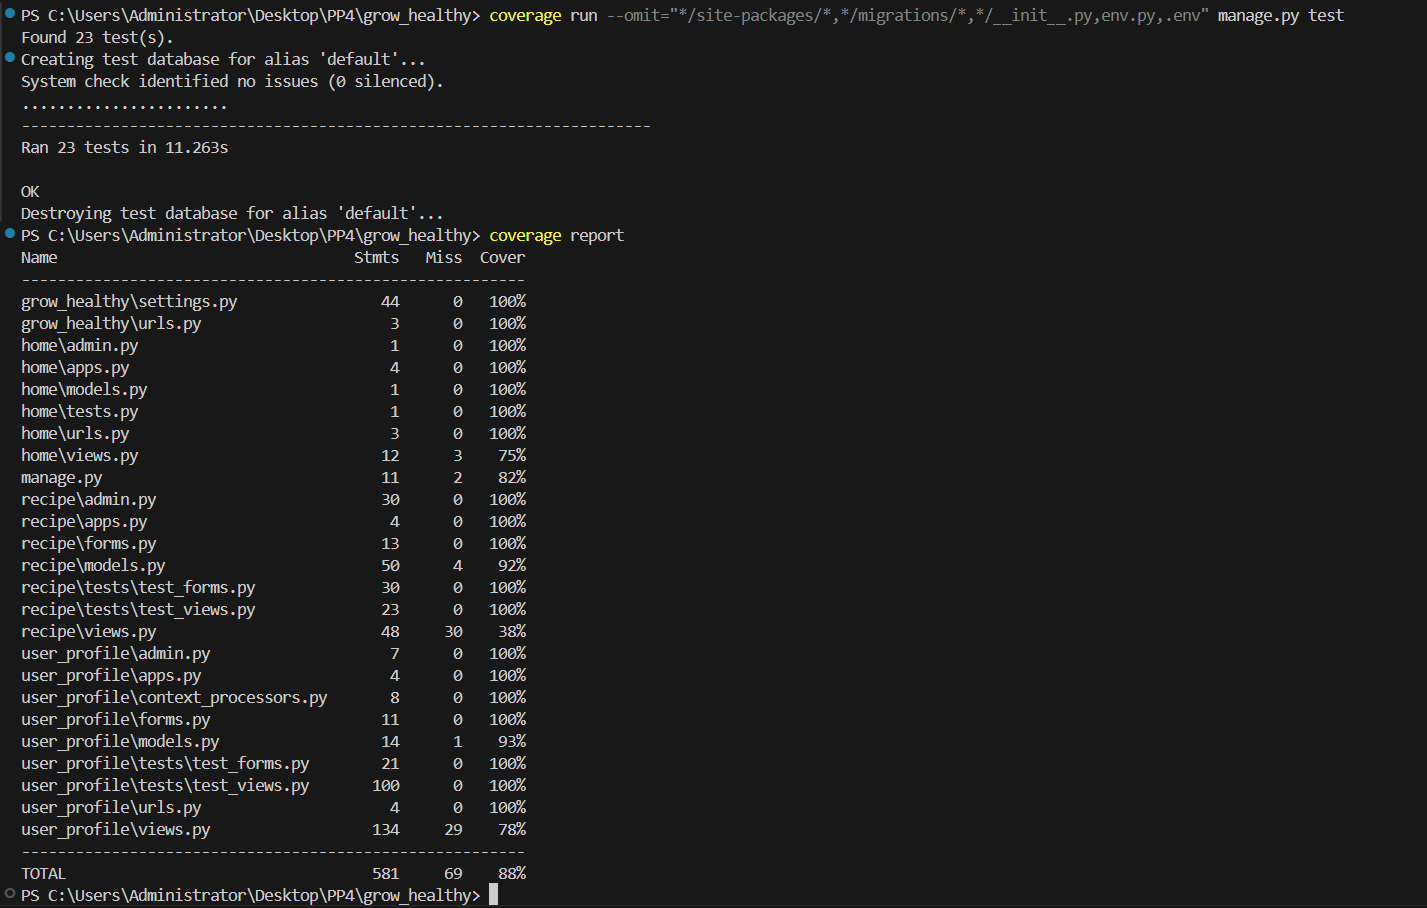 PS C:\Users\Administrator\Desktop\PP4\grow_healthy> coverage run --omit="*/site-packages/*,*/migrations/*,*/__init__.py,env.py,.env" manage.py test
Found 23 test(s).
Creating test database for alias 'default'...
System check identified no issues (0 silenced).
.......................
----------------------------------------------------------------------
Ran 23 tests in 11.263s
OK
Destroying test database for alias 'default'...
PS C:\Users\Administrator\Desktop\PP4\grow_healthy> coverage report
Name                                 Stmts   Miss  Cover
--------------------------------------------------------
grow_healthy\settings.py                44      0   100%
grow_healthy\urls.py                     3      0   100%
home\admin.py                            1      0   100%
home\apps.py                             4      0   100%
home\models.py                           1      0   100%
home\tests.py                            1      0   100%
home\urls.py                             3      0   100%
home\views.py                           12      3    75%
manage.py                               11      2    82%
recipe\admin.py                         30      0   100%
recipe\apps.py                           4      0   100%
recipe\forms.py                         13      0   100%
recipe\models.py                        50      4    92%
recipe\tests\test_forms.py              30      0   100%
recipe\tests\test_views.py              23      0   100%
recipe\views.py                         48     30    38%
user_profile\admin.py                    7      0   100%
user_profile\apps.py                     4      0   100%
user_profile\context_processors.py       8      0   100%
user_profile\forms.py                   11      0   100%
user_profile\models.py                  14      1    93%
user_profile\tests\test_forms.py        21      0   100%
user_profile\tests\test_views.py       100      0   100%
user_profile\urls.py                     4      0   100%
user_profile\views.py                  134     29    78%
--------------------------------------------------------
TOTAL                                  581     69    88%
PS C:\Users\Administrator\Desktop\PP4\grow_healthy>